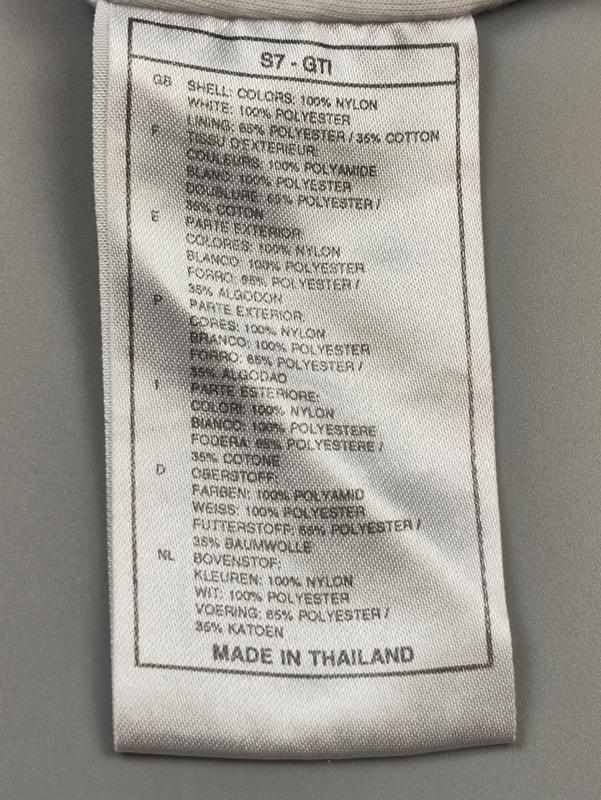 S7 - GTI
GB SHELL: COLORS: 100% NYLON
WHITE: 100% POLYESTER
LINING: 65% POLYESTER / 35% COTTON
F TISSU D'EXTERIEUR:
COULEURS: 100% POLYAMIDE
BLANC: 100% POLYESTER
DOUBLURE: 65% POLYESTER /
35% COTON
E PARTE EXTERIOR
COLORES: 100% NYLON
BLANCO: 100% POLYESTER
FORRO: 65% POLYESTER /
35% ALGODON
P PARTE EXTERIOR:
CORES: 100% NYLON
BRANCO: 100% POLYESTER
FORRO: 65% POLYESTER /
35% ALGODAO
I PARTE ESTERIORE:
COLORI: 100% NYLON
BIANCO: 100% POLYESTERE
FODERA: 65% POLYESTERE /
35% COTONE
D OBERSTOFF:
FARBEN: 100% POLYAMID
WEISS: 100% POLYESTER
FUTTERSTOFF: 65% POLYESTER /
35% BAUMWOLLE
NL BOVENSTOF:
KLEUREN: 100% NYLON
WIT: 100% POLYESTER
VOERING: 65% POLYESTER /
35% KATOEN
MADE IN THAILAND